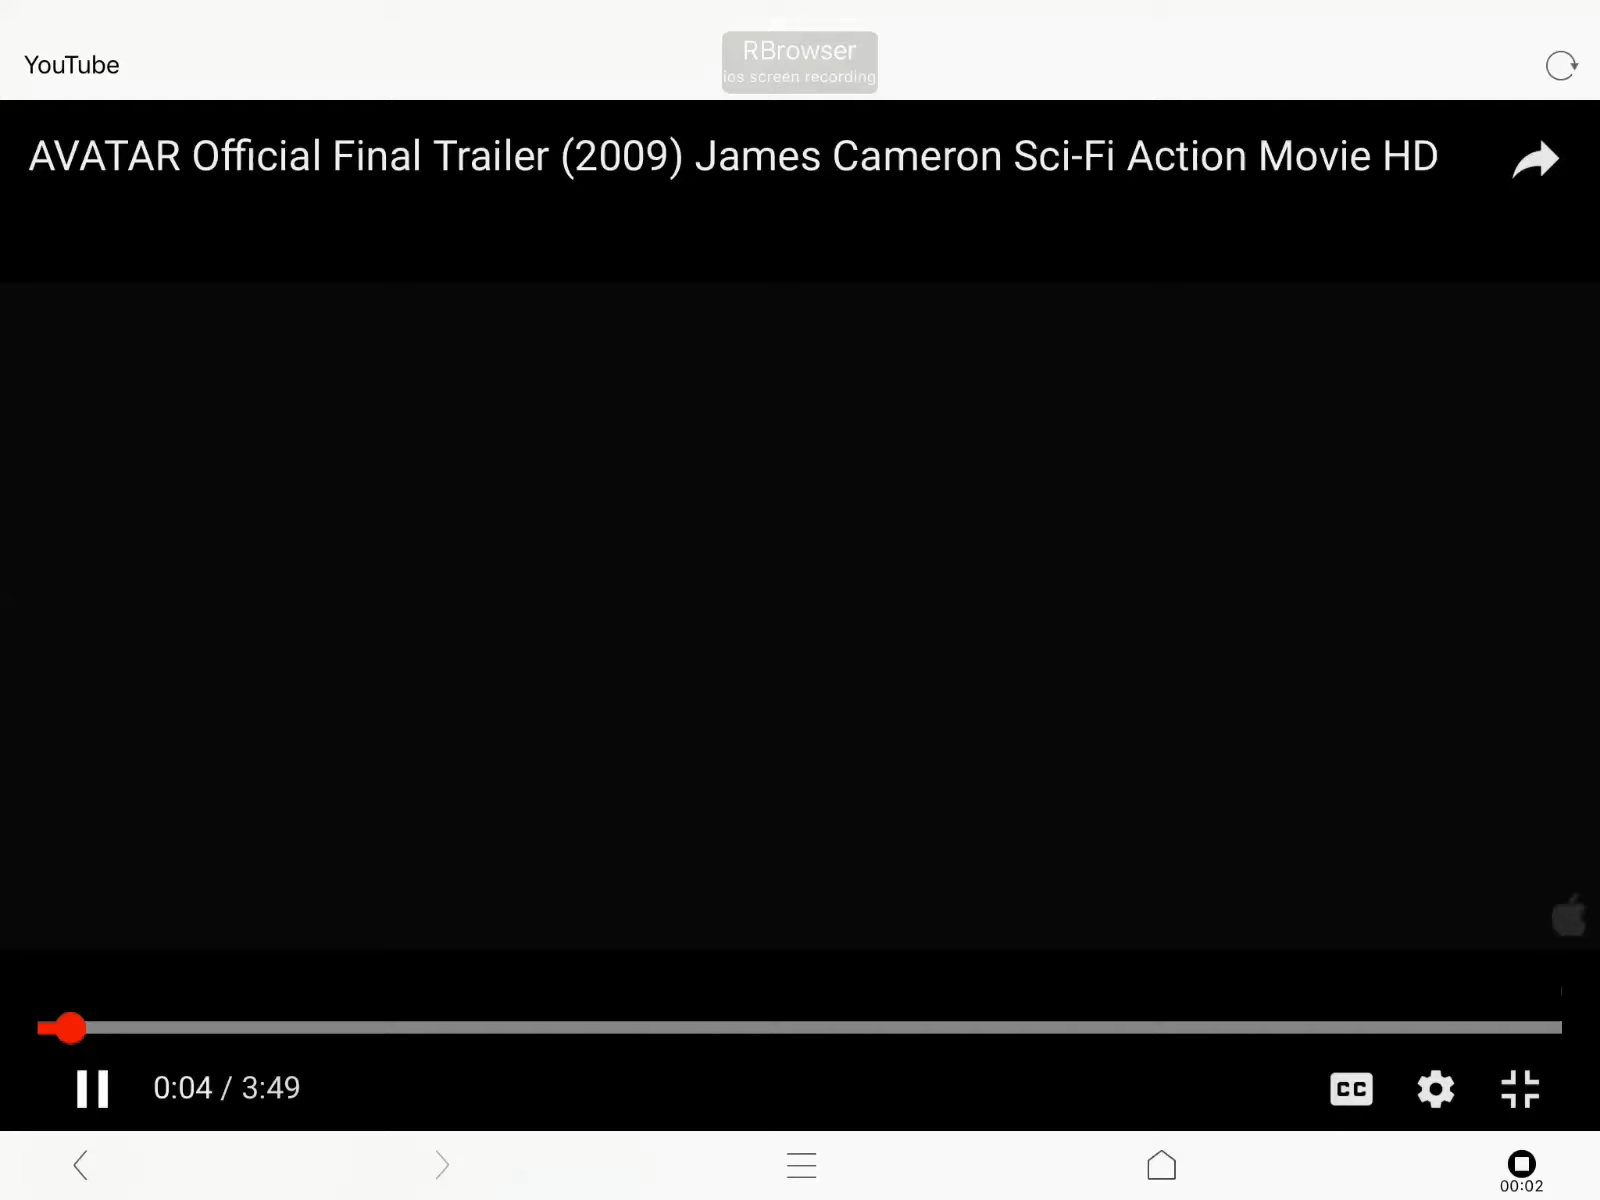 RBrowser
ios screen recording
YouTube
AVATAR Official Final Trailer (2009) James Cameron Sci-Fi Action Movie HD
0:04 / 3:49
CC
00:02